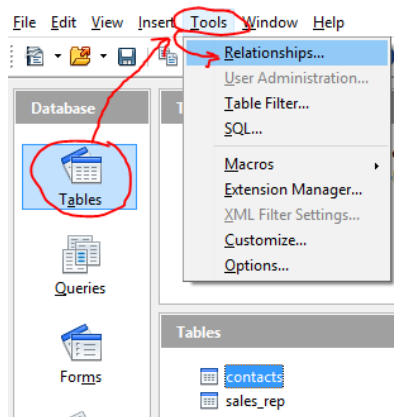 File Edit View Insert Tools Window Help
Relationships...
User Administration...
Table Filter...
SQL...
Macros
Extension Manager...
XML Filter Settings...
Customize...
Options...
Database
T
Tables
Queries
Forms
Tables
contacts
sales_rep